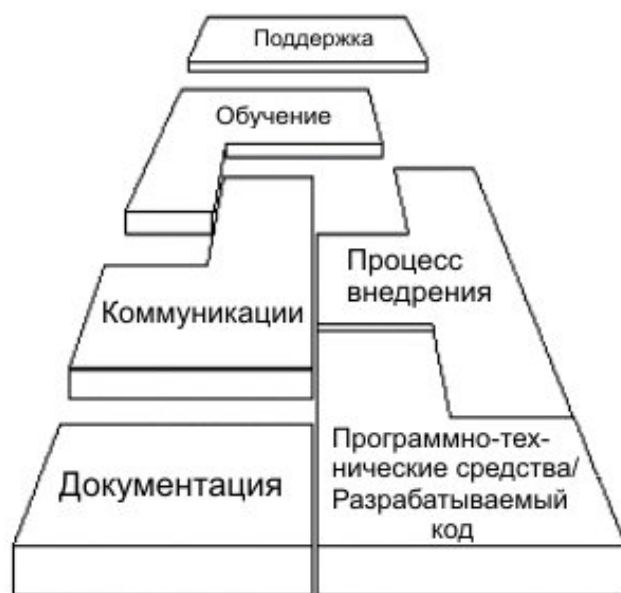 Поддержка
Обучение
Процесс
внедрения
Коммуникации
Программно-тех-
нические средства/
Разрабатываемый
код
Документация